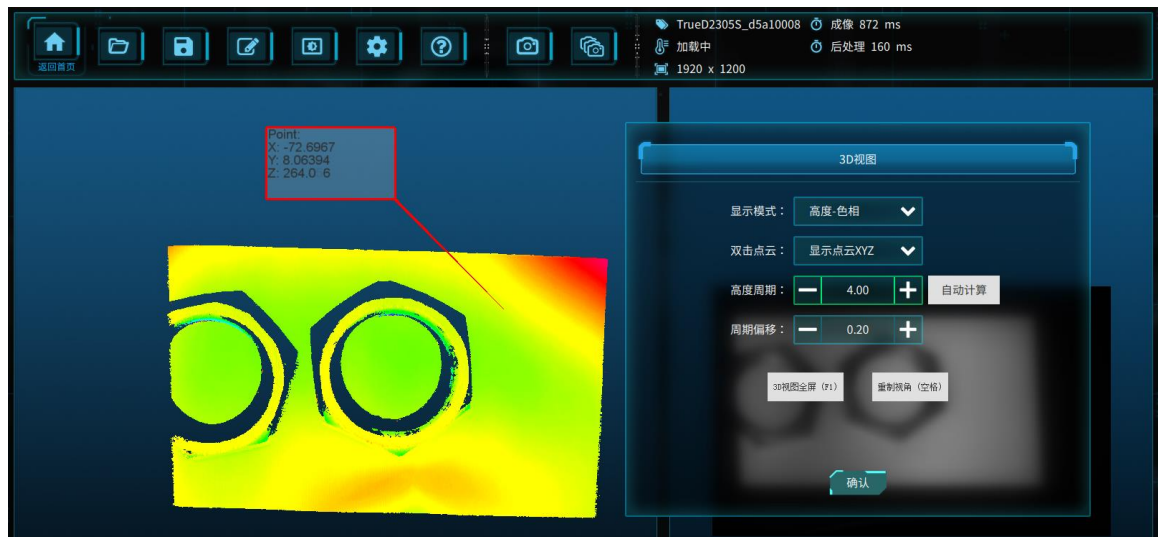 返回首页
TrueD2305S_d5a10008 成像 872 ms
加载中 后处理 160 ms
1920 x 1200
Point:
X: -72.6967
Y: 8.06394
Z: 264.0 6
3D视图
显示模式： 高度-色相
双击点云： 显示点云XYZ
高度周期： 4.00 自动计算
周期偏移： 0.20
3D视图全屏（F1） 重制视角（空格）
确认